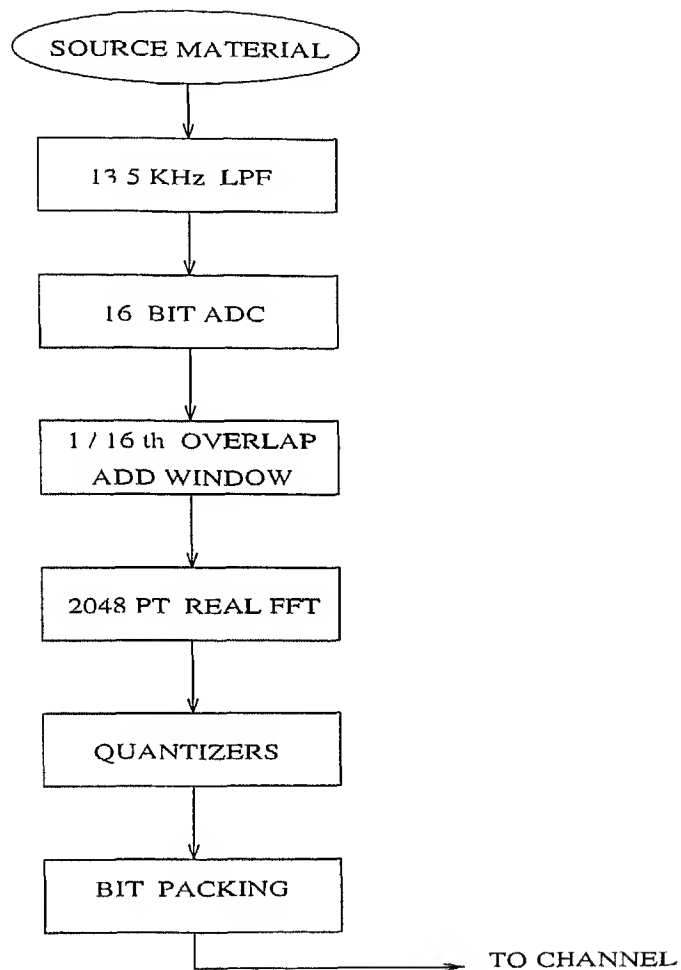 SOURCE MATERIAL
13.5 KHz LPF
16 BIT ADC
1 / 16 th OVERLAP
ADD WINDOW
2048 PT REAL FFT
QUANTIZERS
BIT PACKING
TO CHANNEL